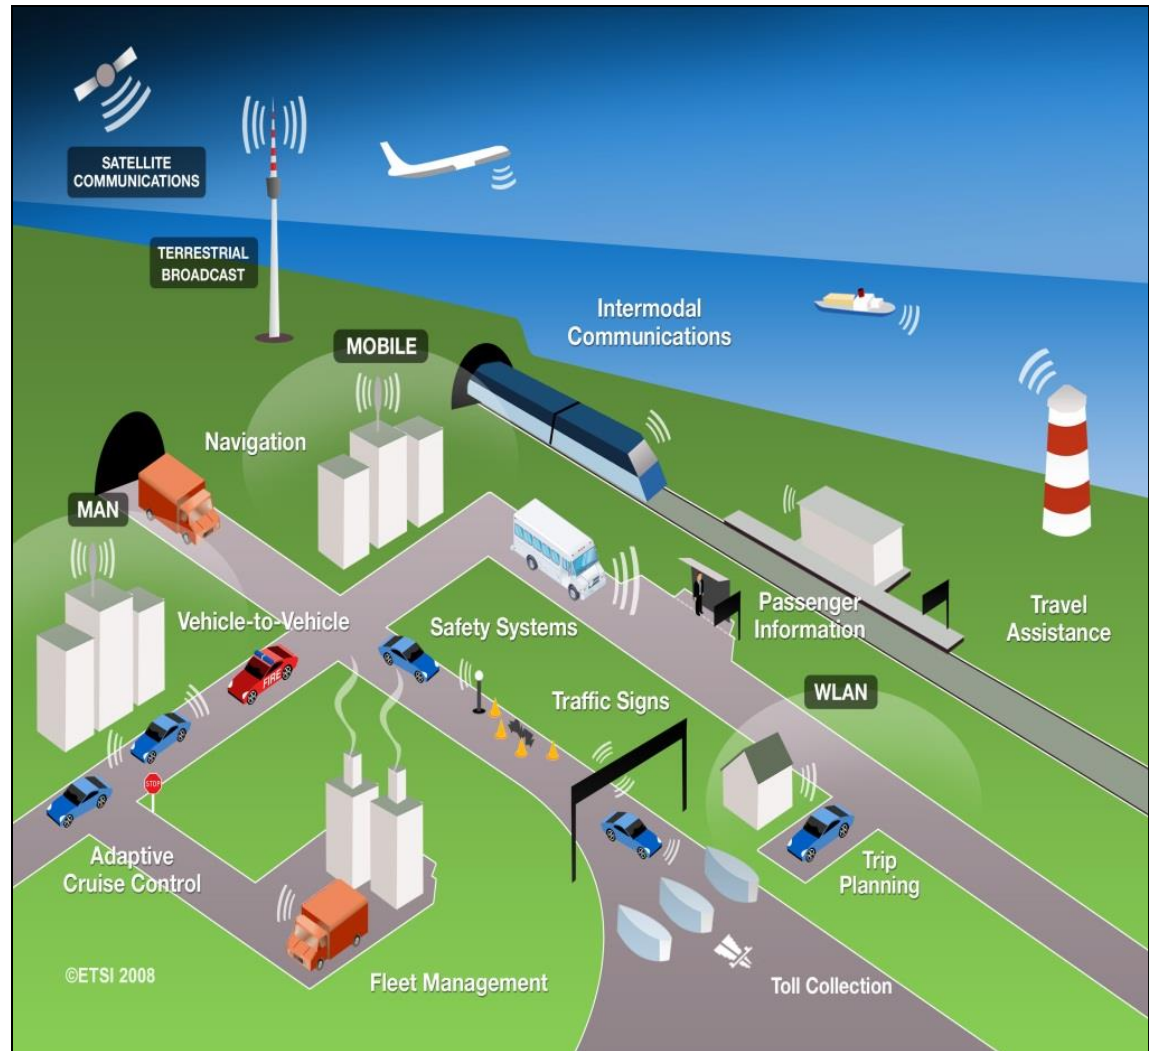 SATELLITE
COMMUNICATIONS
TERRESTRIAL
BROADCAST
Intermodal
Communications
MOBILE
Navigation
MAN
Vehicle-to-Vehicle
FIRE
Safety Systems
Passenger
Information
Travel
Assistance
Traffic Signs
WLAN
STOP
Adaptive
Cruise Control
Trip
Planning
©ETSI 2008
Fleet Management
Toll Collection